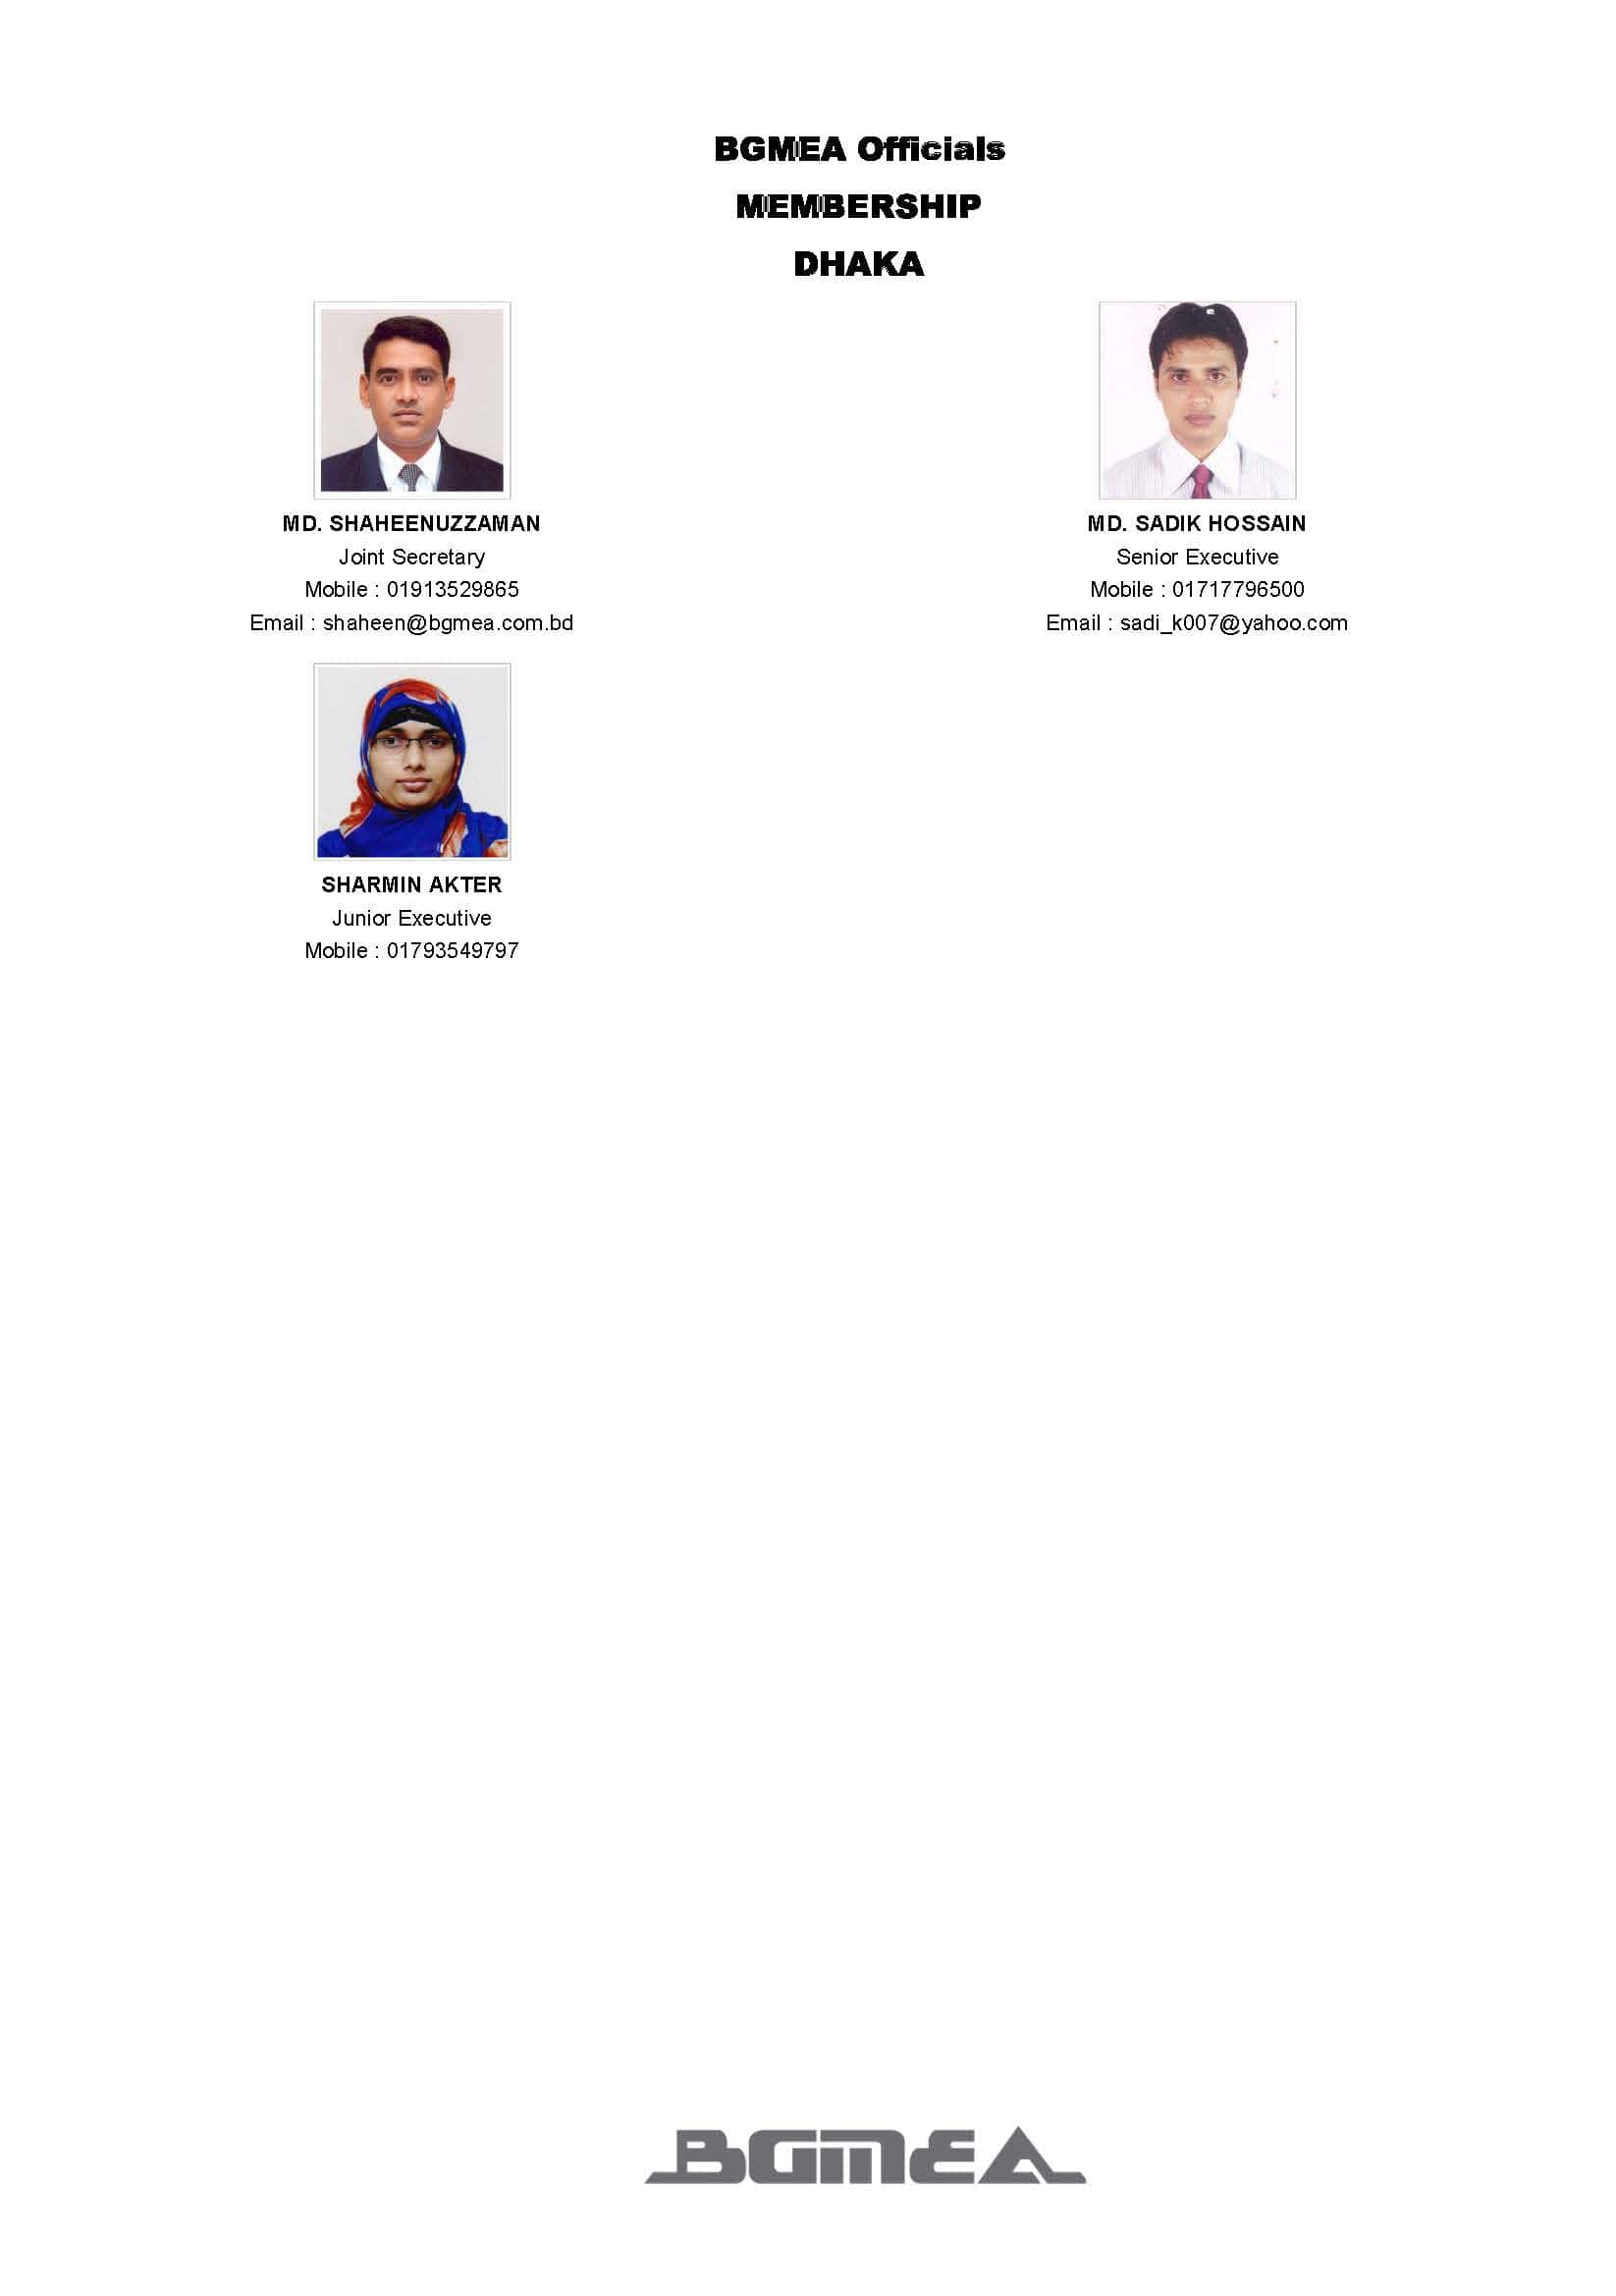 BGMEA Officials
MEMBERSHIP
DHAKA
MD. SHAHEENUZZAMAN
Joint Secretary
Mobile : 01913529865
Email : shaheen@bgmea.com.bd
MD. SADIK HOSSAIN
Senior Executive
Mobile : 01717796500
Email : sadi_k007@yahoo.com
SHARMIN AKTER
Junior Executive
Mobile : 01793549797
BGMEA